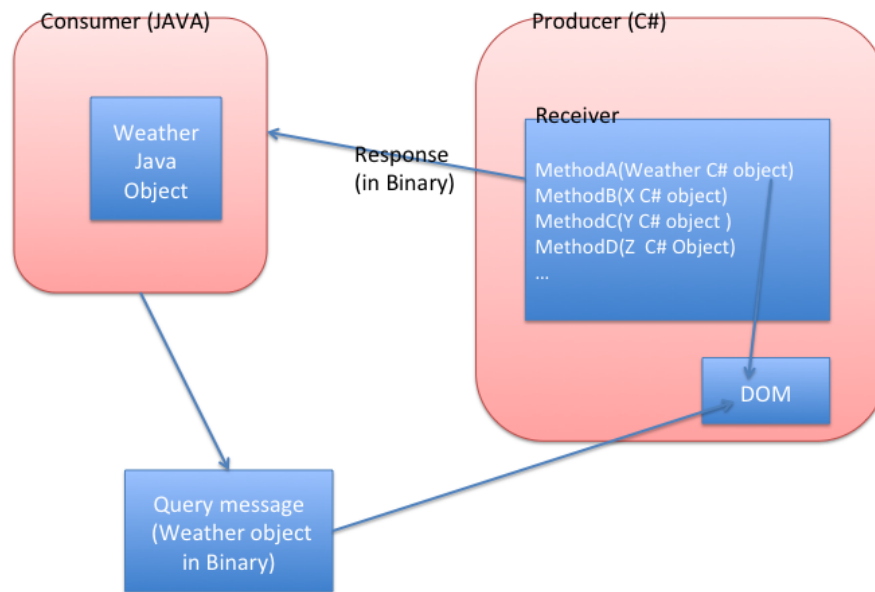 Consumer (JAVA)
Producer (C#)
Weather
Java
Object
Receiver
MethodA(Weather C# object)
MethodB(X C# object)
MethodC(Y C# object )
MethodD(Z  C# Object)
...
Response
(in Binary)
DOM
Query message
(Weather object
in Binary)